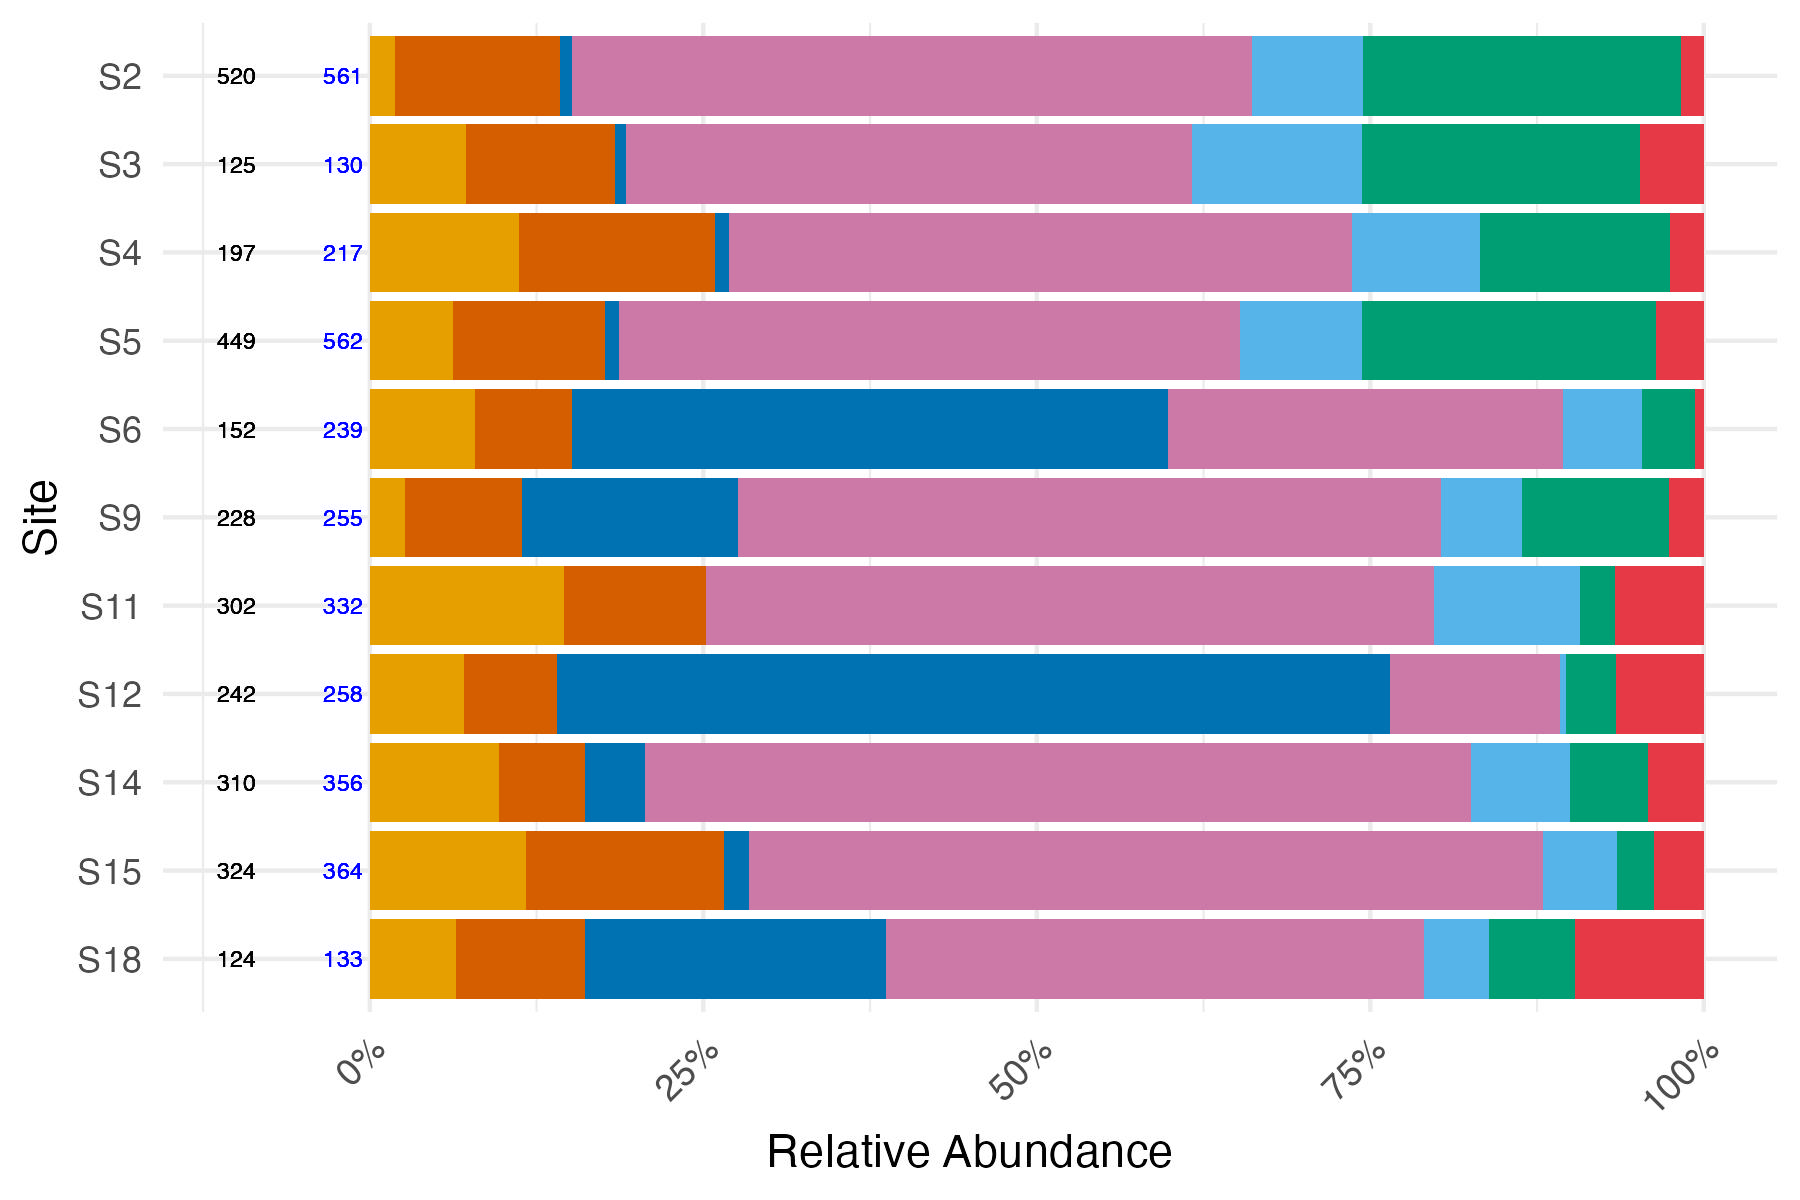 S2 520 561
S3 125 130
S4 197 217
S5 449 562
S6 152 239
S9 228 255
S11 302 332
S12 242 258
S14 310 356
S15 324 364
S18 124 133
Site
0% 25% 50% 75% 100%
Relative Abundance